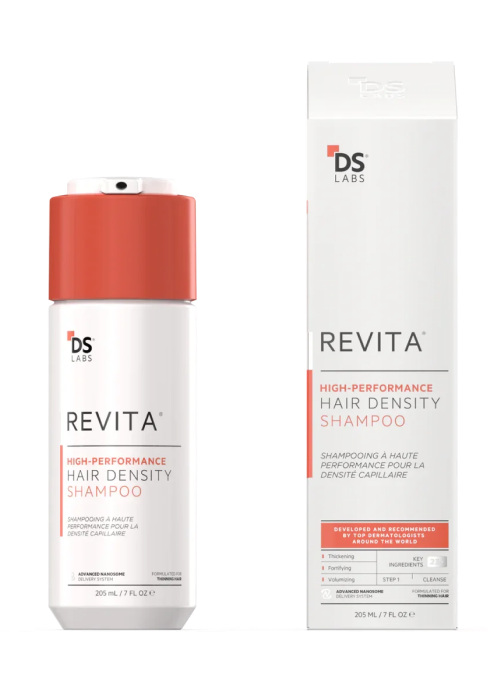 DS
LABS
REVITA®
HIGH-PERFORMANCE
HAIR DENSITY
SHAMPOO
SHAMPOOING À HAUTE
PERFORMANCE POUR LA
DENSITÉ CAPILLAIRE
ADVANCED NANOSOME
DELIVERY SYSTEM
FORMULATED FOR
THINNING HAIR
205 mL / 7 FL OZ ℮
DS
LABS
DS®
LABS
REVITA®
HIGH-PERFORMANCE
HAIR DENSITY
SHAMPOO
SHAMPOOING À HAUTE
PERFORMANCE POUR LA
DENSITÉ CAPILLAIRE
DEVELOPED AND RECOMMENDED
BY TOP DERMATOLOGISTS
AROUND THE WORLD
Thickening
Fortifying
Volumizing
KEY
INGREDIENTS
STEP 1
CLEANSE
ADVANCED NANOSOME
DELIVERY SYSTEM
FORMULATED FOR
THINNING HAIR
205 mL / 7 FL OZ ℮